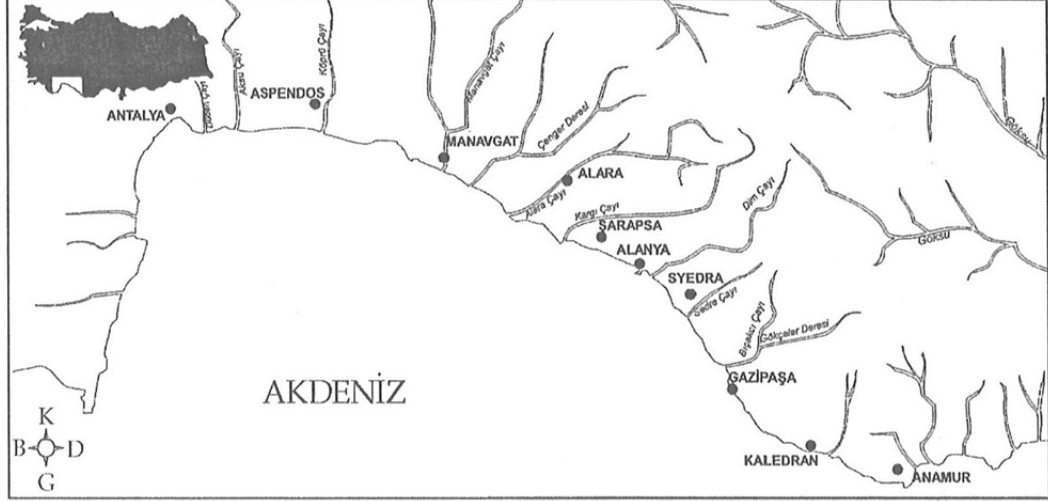 ANTALYA
Aksu Çayı
ASPENDOS
Köprü Çayı
MANAVGAT
Manavgat Çayı
Çenger Deresi
ALARA
Alara Çayı
Kargı Çayı
ŞARAPSA
ALANYA
Dim Çayı
SYEDRA
Sedre Çayı
Bıçakçı Çayı
Gökçeler Deresi
GAZİPAŞA
KALEDRAN
ANAMUR
Göksu
Göksu
AKDENİZ
K
B D
G